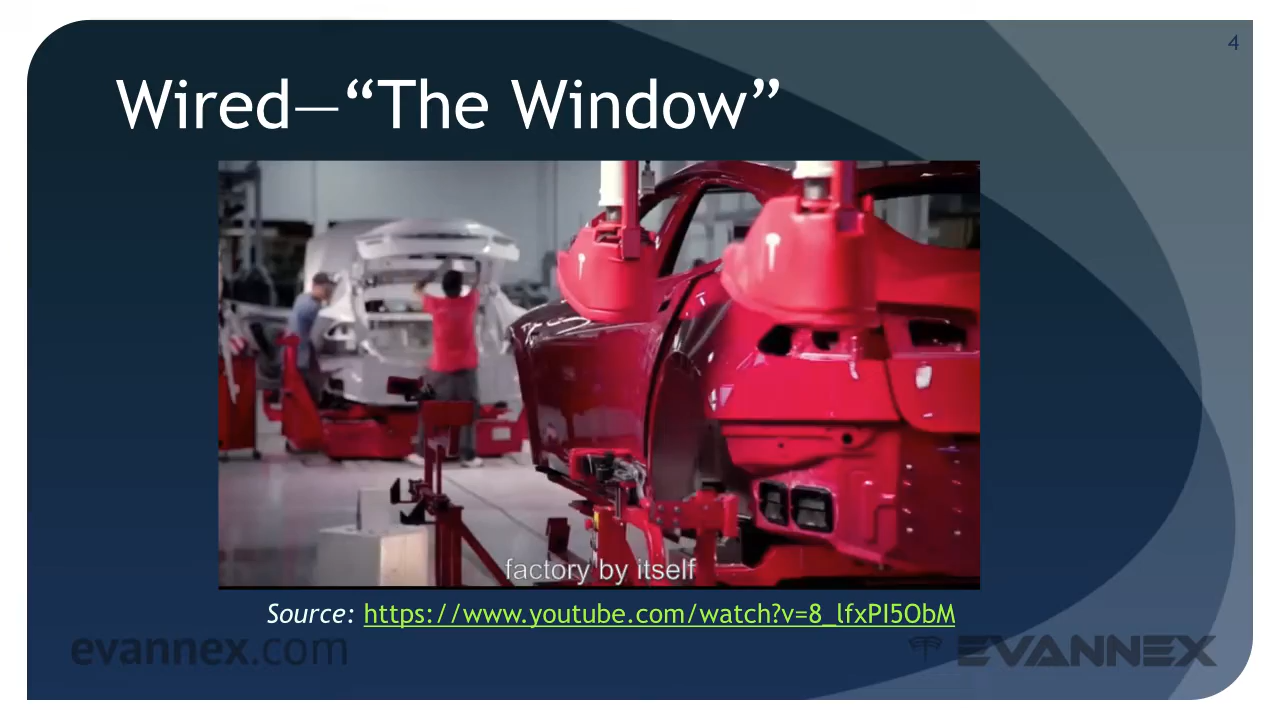 4
Wired—“The Window”
factory by itself
Source: https://www.youtube.com/watch?v=8_lfxPI5ObM
evannex.com
EVANNEX